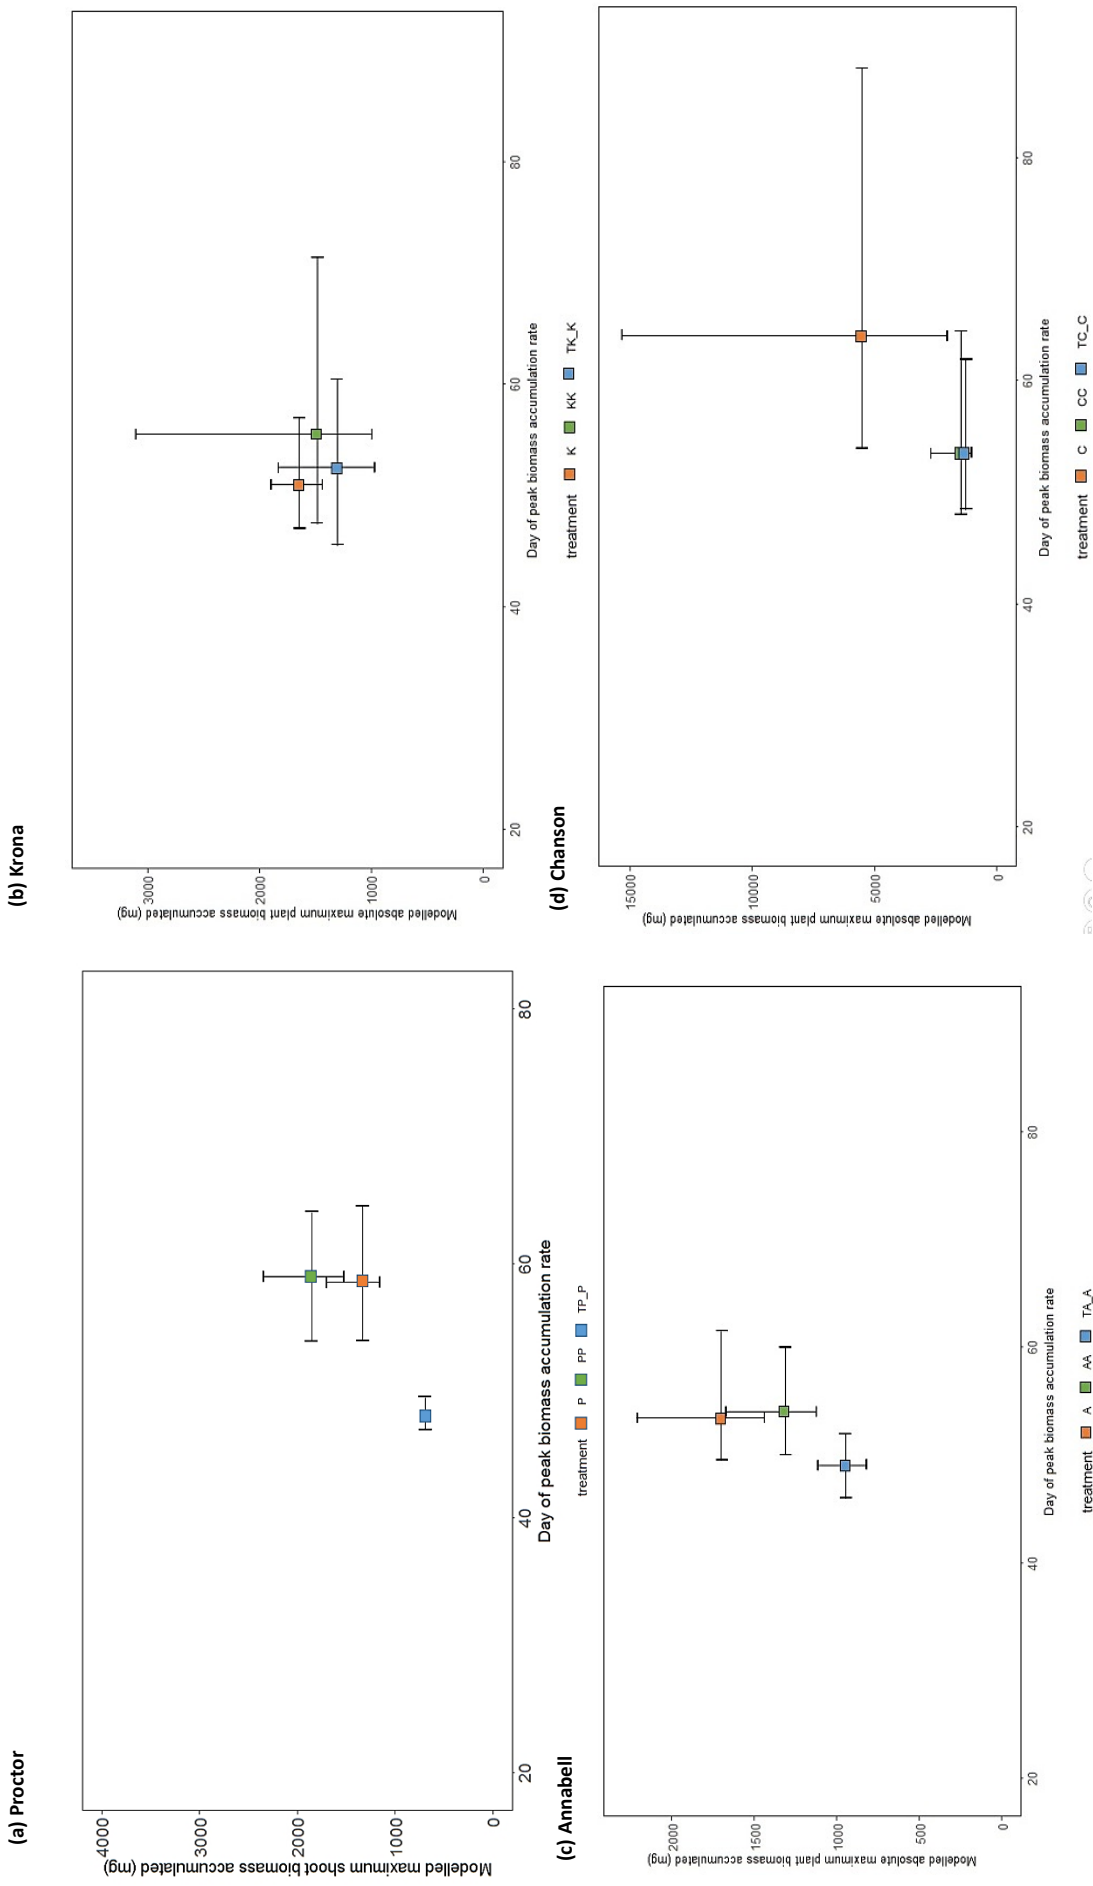 (a) Proctor
Modelled maximum shoot biomass accumulated (mg)
4000
3000
2000
1000
0
20
40
60
80
Day of peak biomass accumulation rate
treatment P PP TP_P
(b) Krona
Modelled absolute maximum plant biomass accumulated (mg)
3000
2000
1000
0
20
40
60
80
Day of peak biomass accumulation rate
treatment K KK TK_K
(c) Annabell
Modelled absolute maximum plant biomass accumulated (mg)
20000
15000
10000
5000
0
20
40
60
80
Day of peak biomass accumulation rate
treatment A AA TA_A
(d) Chanson
Modelled absolute maximum plant biomass accumulated (mg)
15000
10000
5000
0
20
40
60
80
Day of peak biomass accumulation rate
treatment C CC TC_C